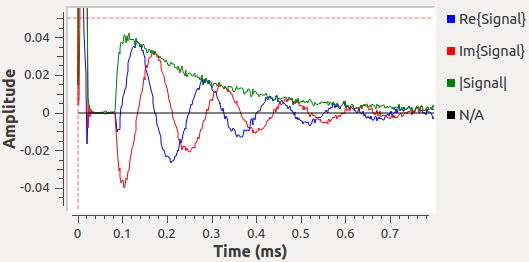 Amplitude
0.04
0.02
0
-0.02
-0.04
0 0.1 0.2 0.3 0.4 0.5 0.6 0.7
Time (ms)
Re{Signal}
Im{Signal}
|Signal|
N/A